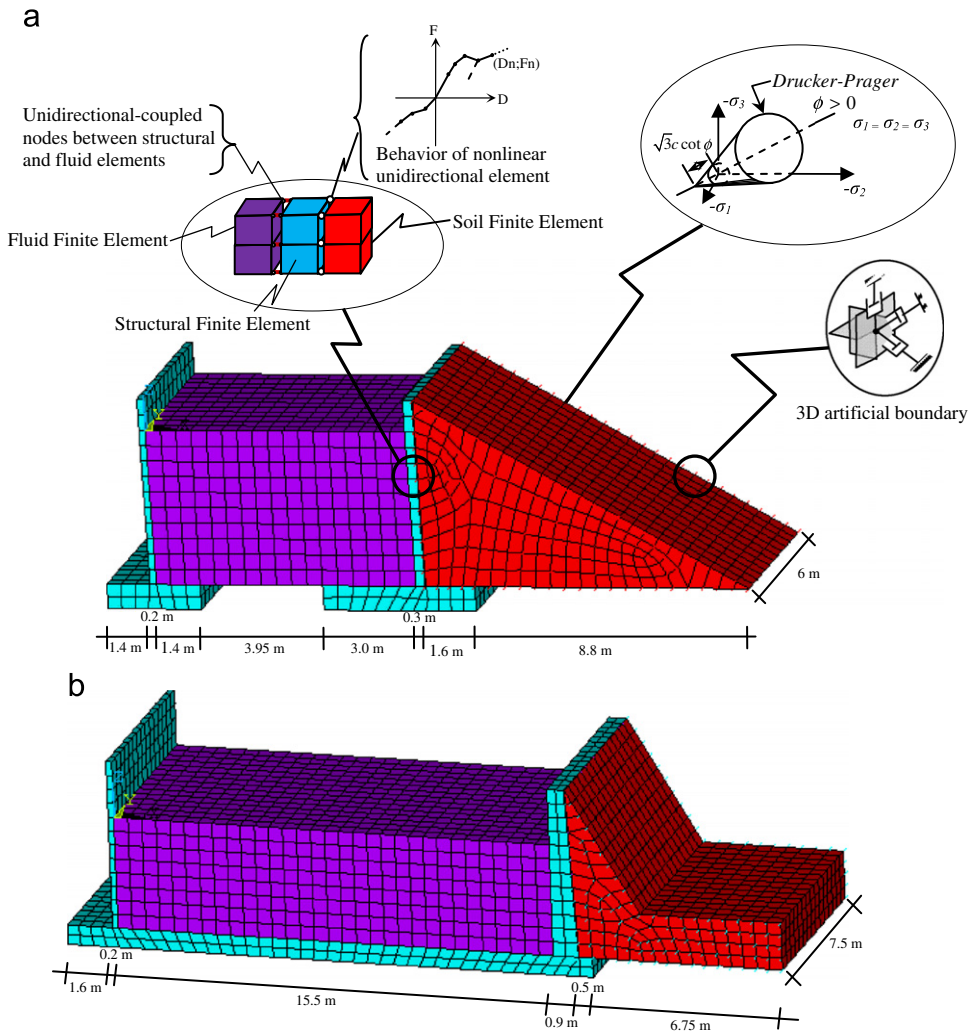 a
F
(Dn;Fn)
D
Unidirectional-coupled
nodes between structural
and fluid elements
Behavior of nonlinear
unidirectional element
Fluid Finite Element
Soil Finite Element
Structural Finite Element
Drucker-Prager
-σ3
ϕ > 0
σ1 = σ2 = σ3
√3c cot ϕ
-σ2
-σ1
3D artificial boundary
Y
6 m
0.2 m
0.3 m
1.4 m
1.4 m
3.95 m
3.0 m
1.6 m
8.8 m
b
Z
Y
7.5 m
0.2 m
0.5 m
1.6 m
15.5 m
0.9 m
6.75 m